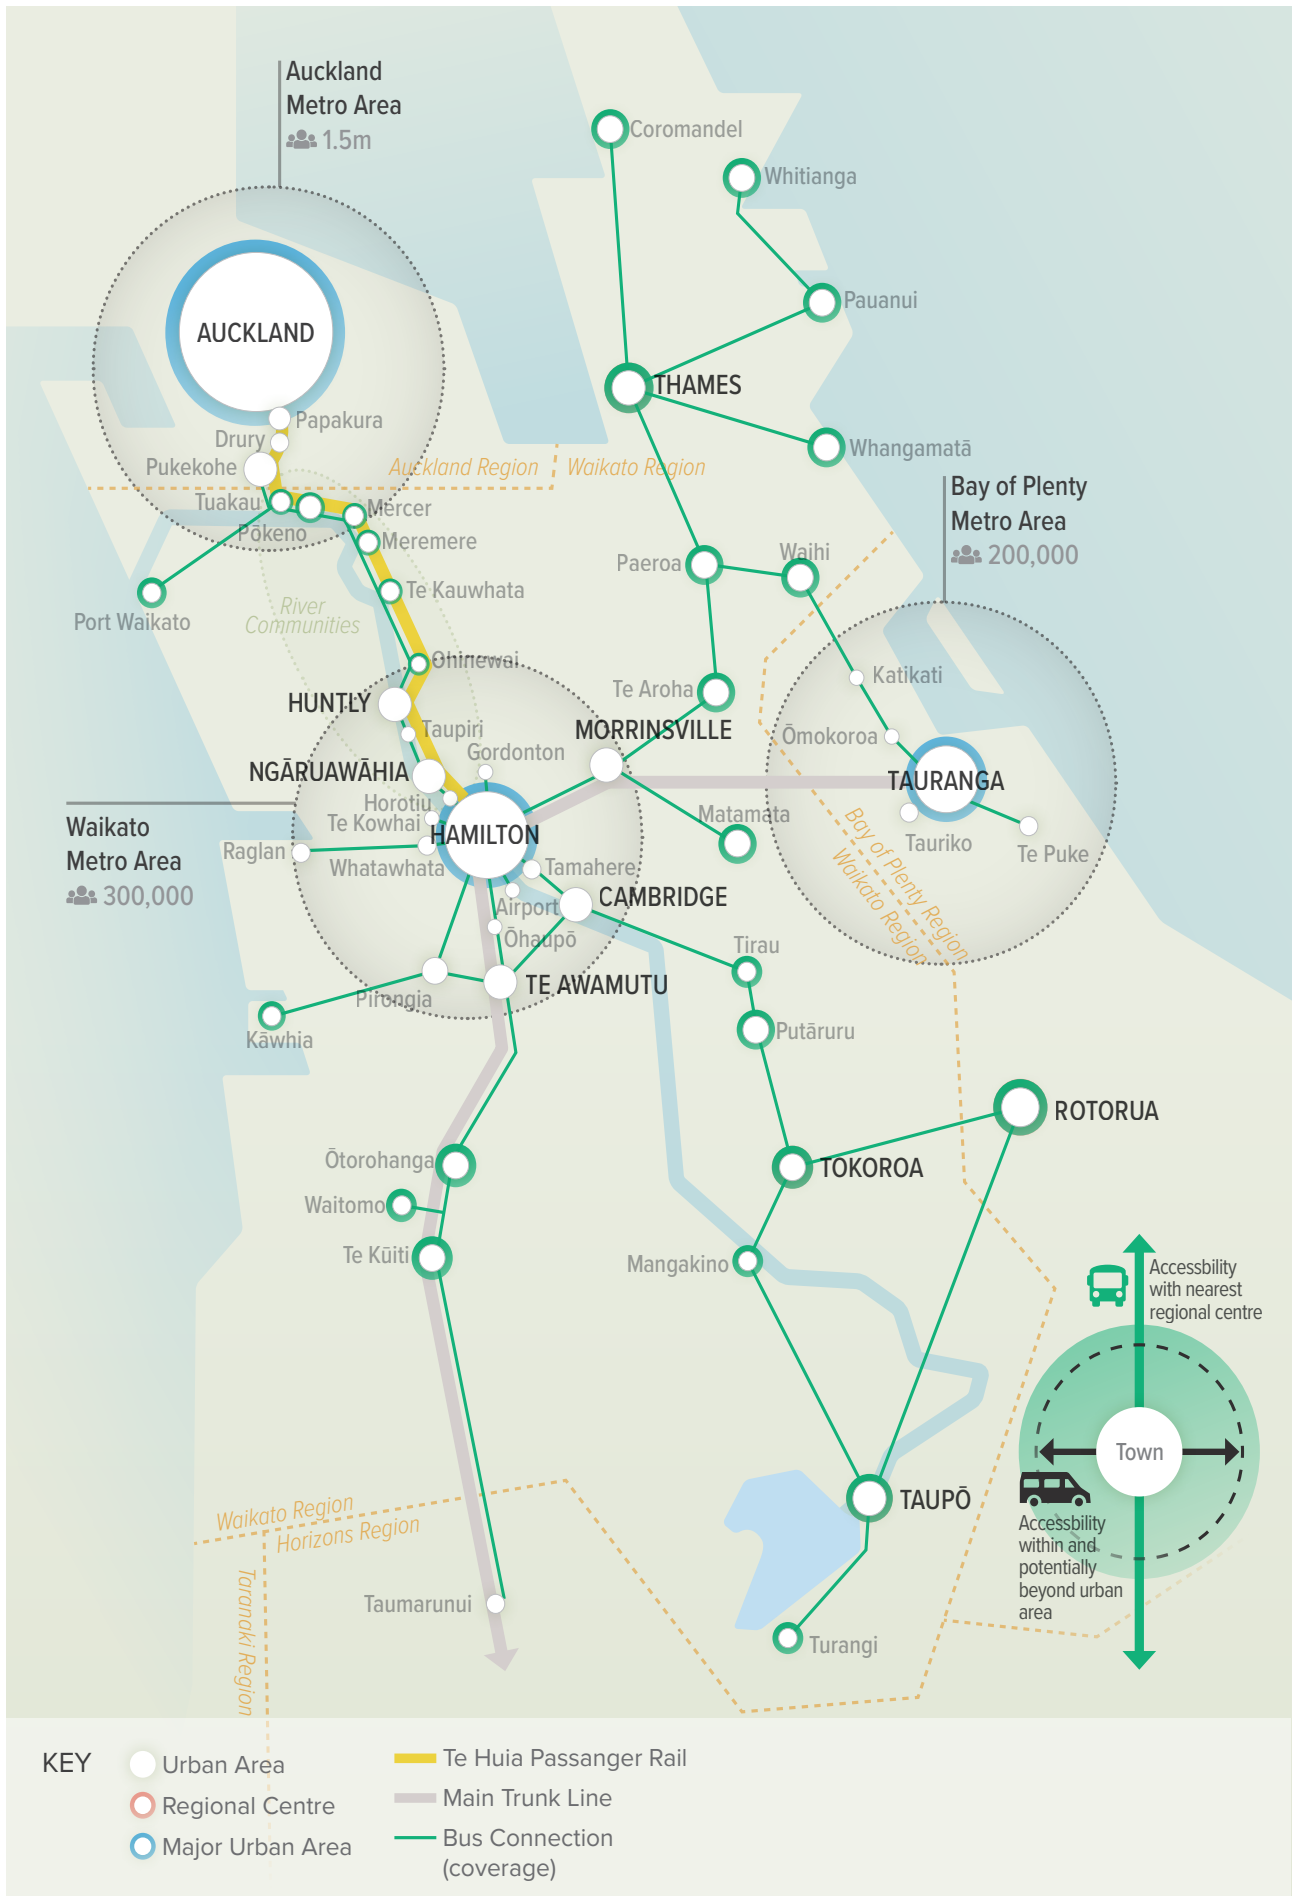 Auckland
Metro Area
1.5m
Coromandel
Whitianga
Pauanui
AUCKLAND
THAMES
Papakura
Drury
Pukekohe
Whangamatā
Auckland Region
Waikato Region
Bay of Plenty
Metro Area
200,000
Tuakau
Mercer
Pōkeno
Meremere
Paeroa
Waihi
Te Kauwhata
River
Communities
Port Waikato
Ohinewai
Katikati
Te Aroha
HUNTLY
Taupiri
MORRINSVILLE
Ōmokoroa
Gordonton
NGĀRUAWĀHIA
TAURANGA
Horotiu
Te Kowhai
HAMILTON
Matamata
Waikato
Metro Area
300,000
Raglan
Whatawhata
Tauriko
Te Puke
Bay of Plenty Region
Waikato Region
Tamahere
CAMBRIDGE
Airport
Ōhaupō
Tirau
TE AWAMUTU
Pirongia
Kāwhia
Putāruru
ROTORUA
Ōtorohanga
TOKOROA
Waitomo
Te Kūiti
Mangakino
Accessbility
with nearest
regional centre
Town
TAUPŌ
Accessbility
within and
potentially
beyond urban
area
Waikato Region
Horizons Region
Taranaki Region
Taumarunui
Turangi
KEY
Urban Area
Regional Centre
Major Urban Area
Te Huia Passanger Rail
Main Trunk Line
Bus Connection
(coverage)